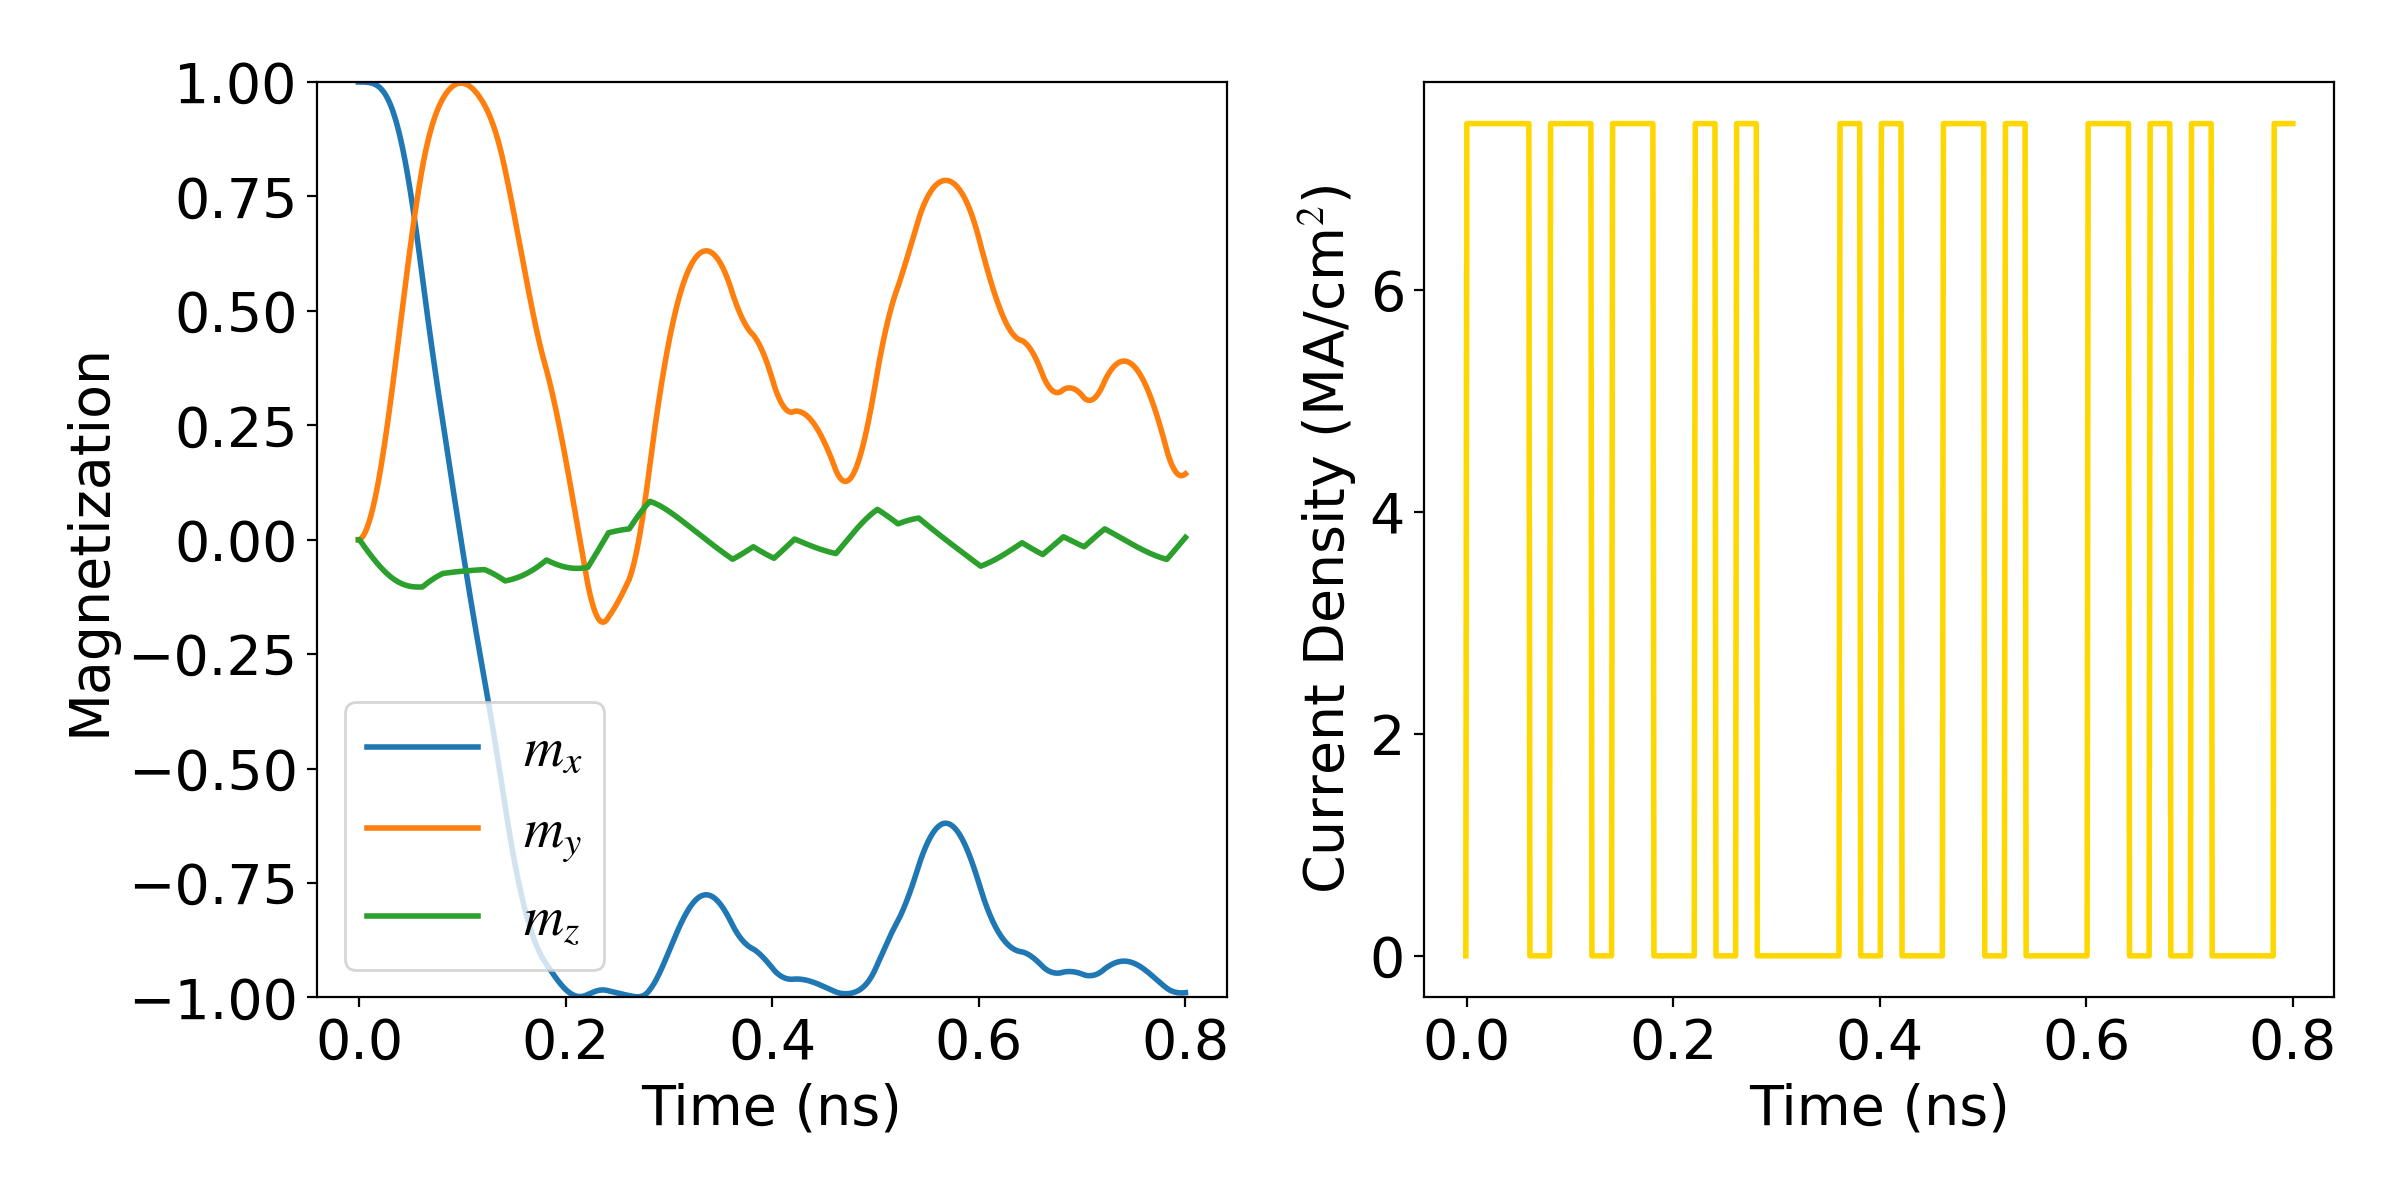 Magnetization
1.00
0.75
0.50
0.25
0.00
−0.25
−0.50
−0.75
−1.00
0.0 0.2 0.4 0.6 0.8
Time (ns)
m_x
m_y
m_z
Current Density (MA/cm²)
6
4
2
0
0.0 0.2 0.4 0.6 0.8
Time (ns)